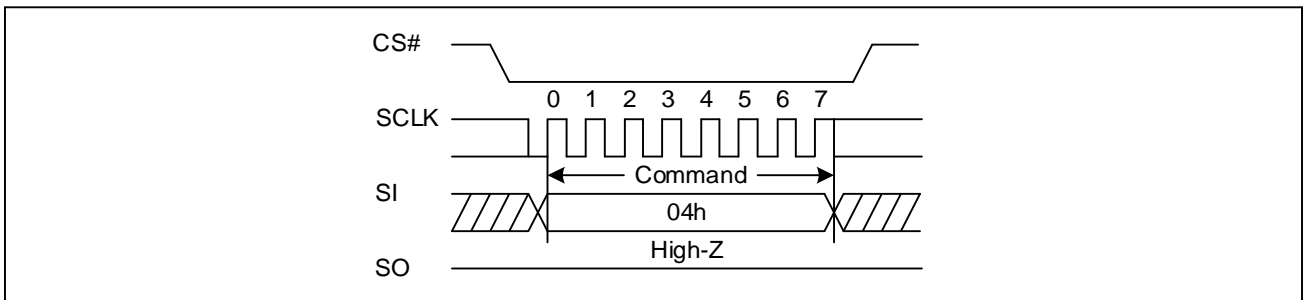 CS#
0 1 2 3 4 5 6 7
SCLK
Command
SI
04h
High-Z
SO